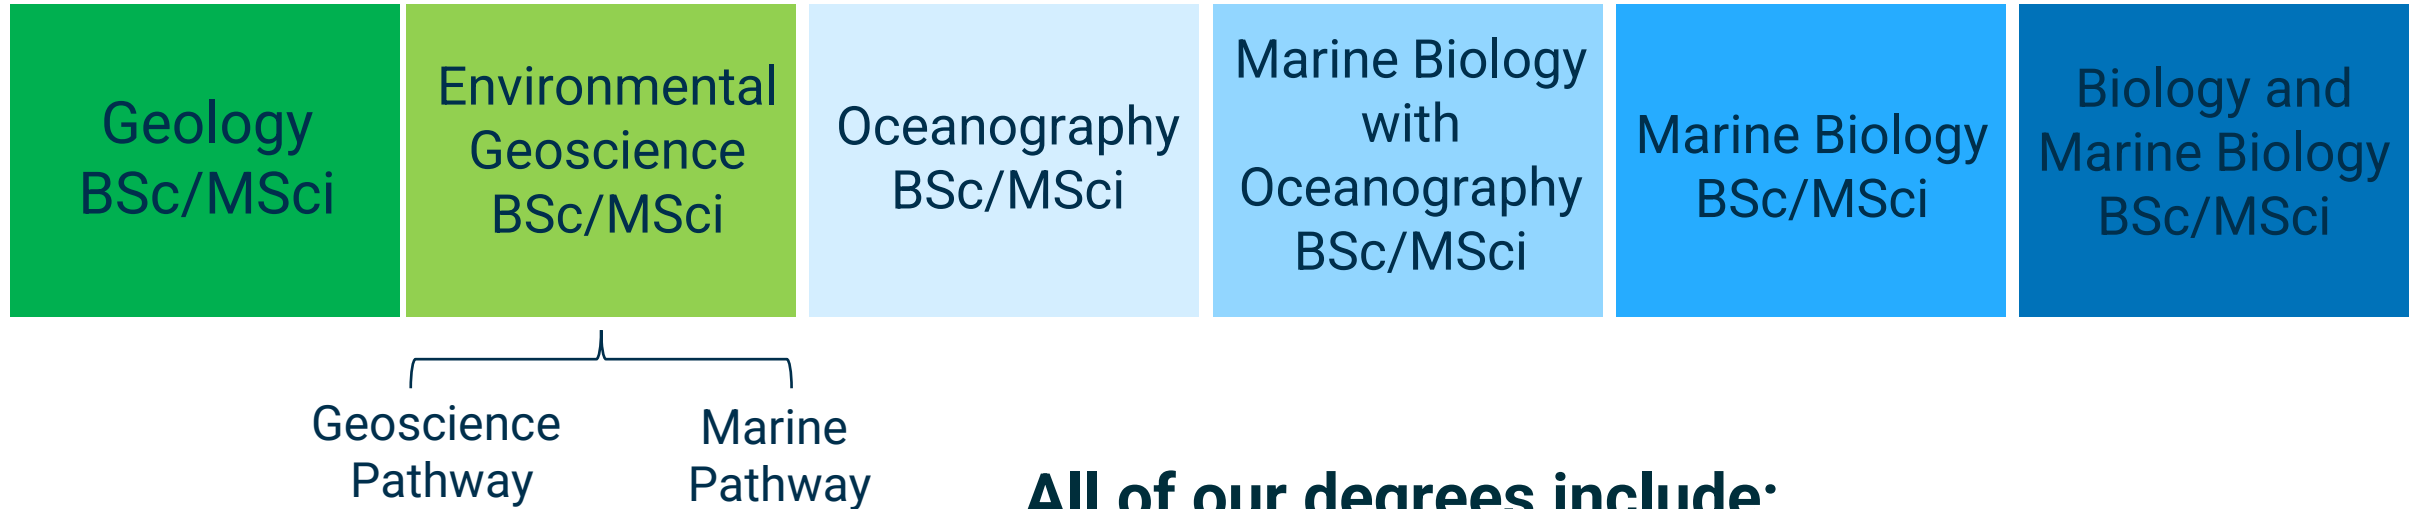 Geology
BSc/MSci
Environmental
Geoscience
BSc/MSci
Oceanography
BSc/MSci
Marine Biology
with
Oceanography
BSc/MSci
Marine Biology
BSc/MSci
Biology and
Marine Biology
BSc/MSci
Geoscience
Pathway
Marine
Pathway
All of our degrees include: